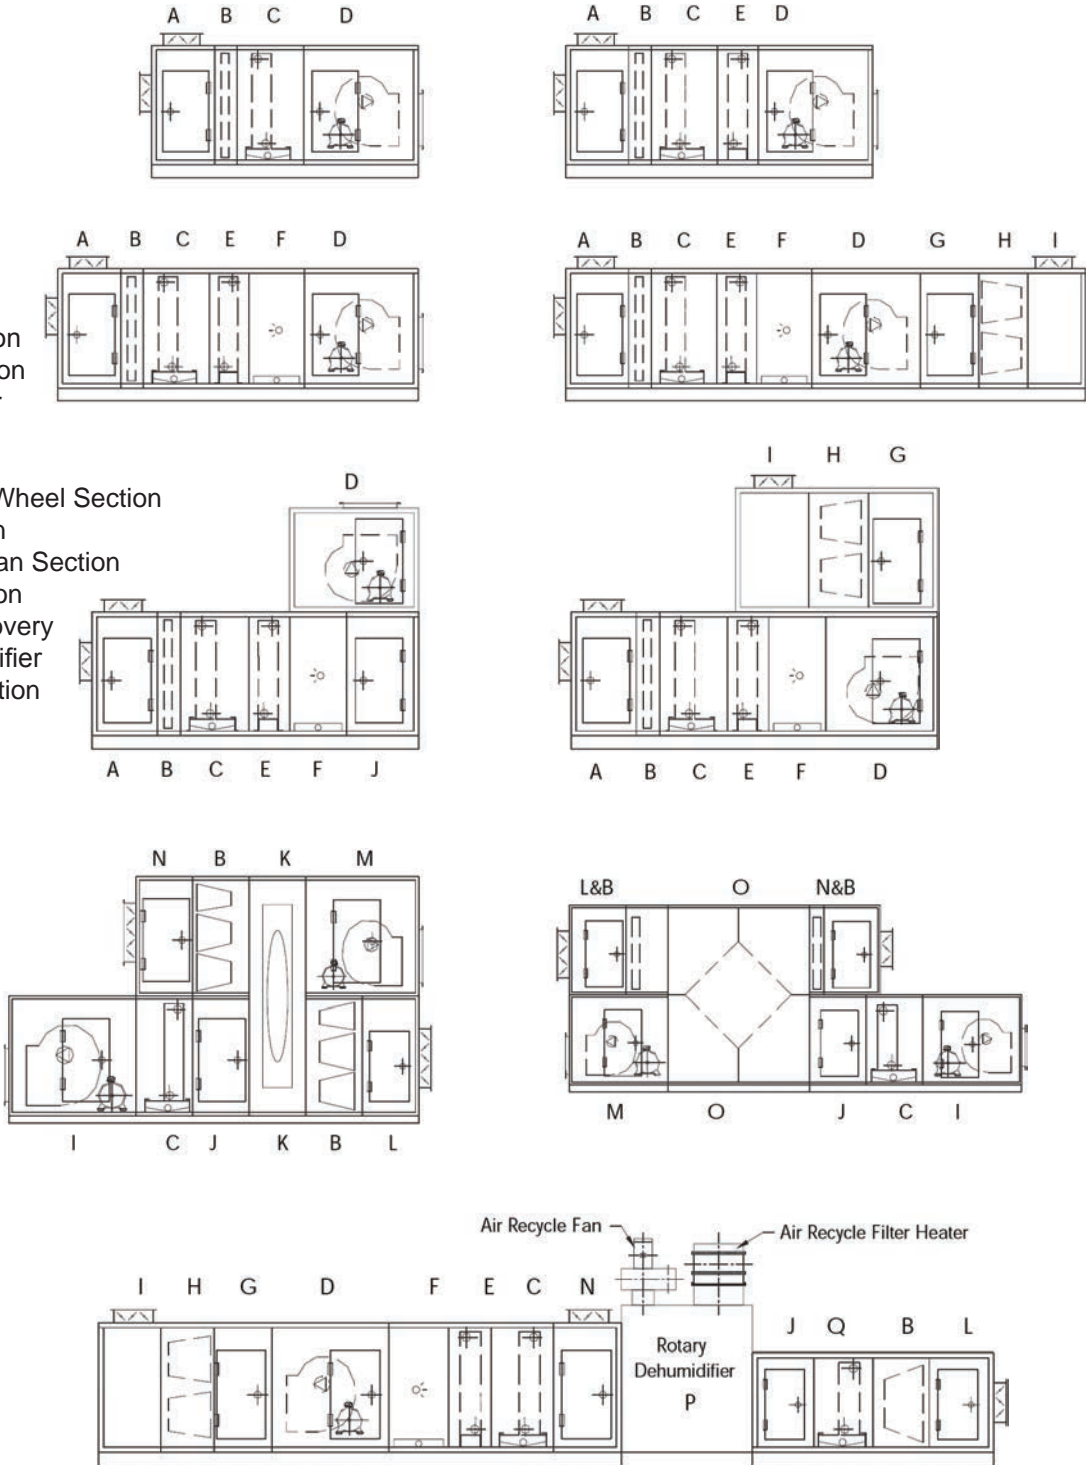 A B C D
A B C E D
A B C E F D
A B C E F D G H I
on
on
Wheel Section
n
an Section
on
overy
ifier
tion
D
A B C E F J
I H G
A B C E F D
N B K M
I C J K B L
L&B O N&B
M O J C I
Air Recycle Fan
Air Recycle Filter Heater
I H G D F E C N
Rotary
Dehumidifier
P
J Q B L